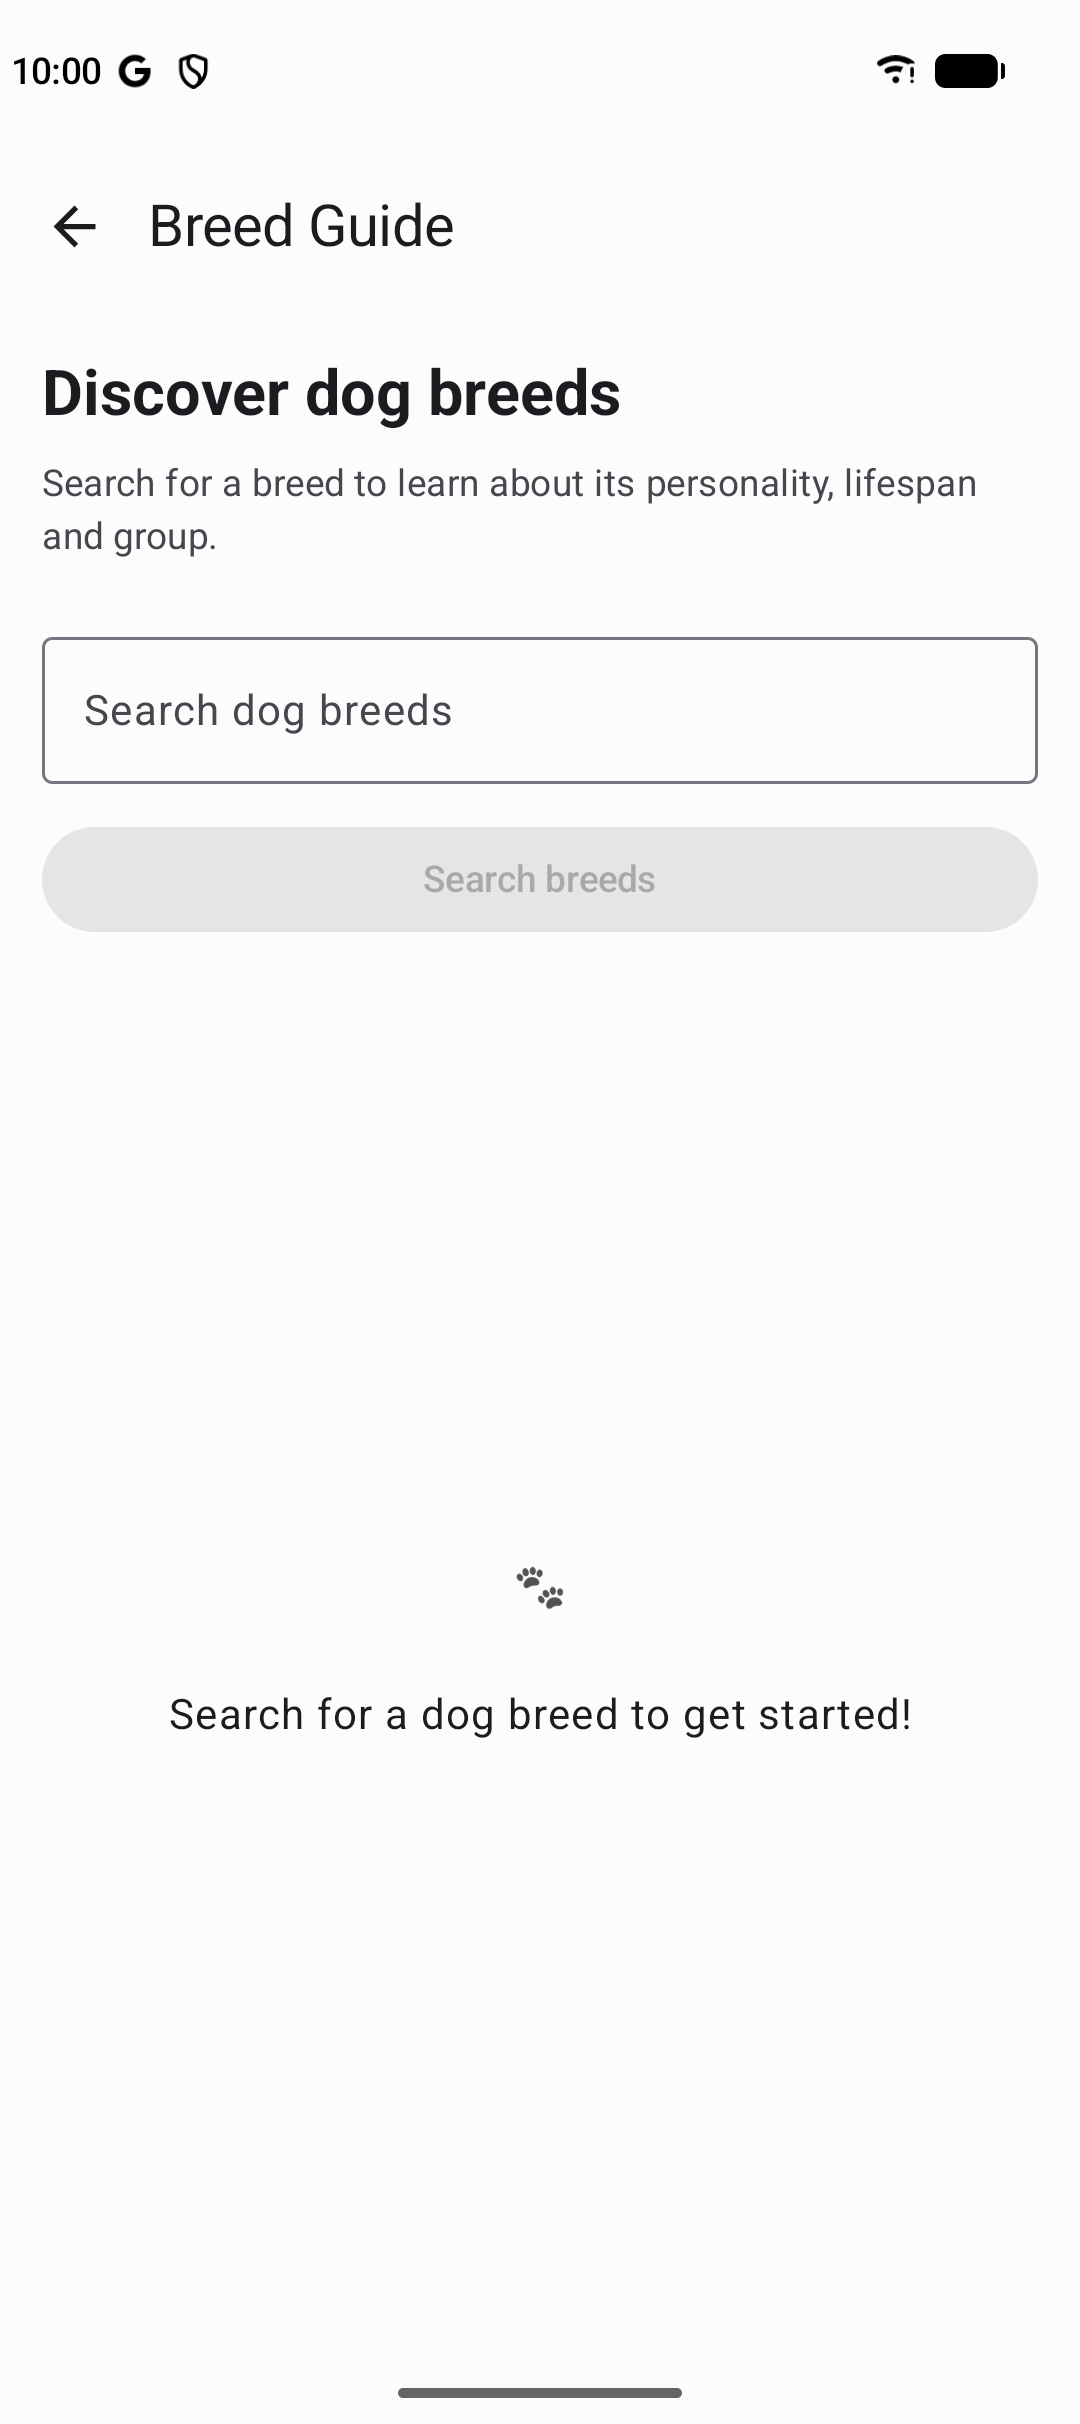 10:00
Breed Guide
Discover dog breeds
Search for a breed to learn about its personality, lifespan
and group.
Search dog breeds
Search breeds
Search for a dog breed to get started!